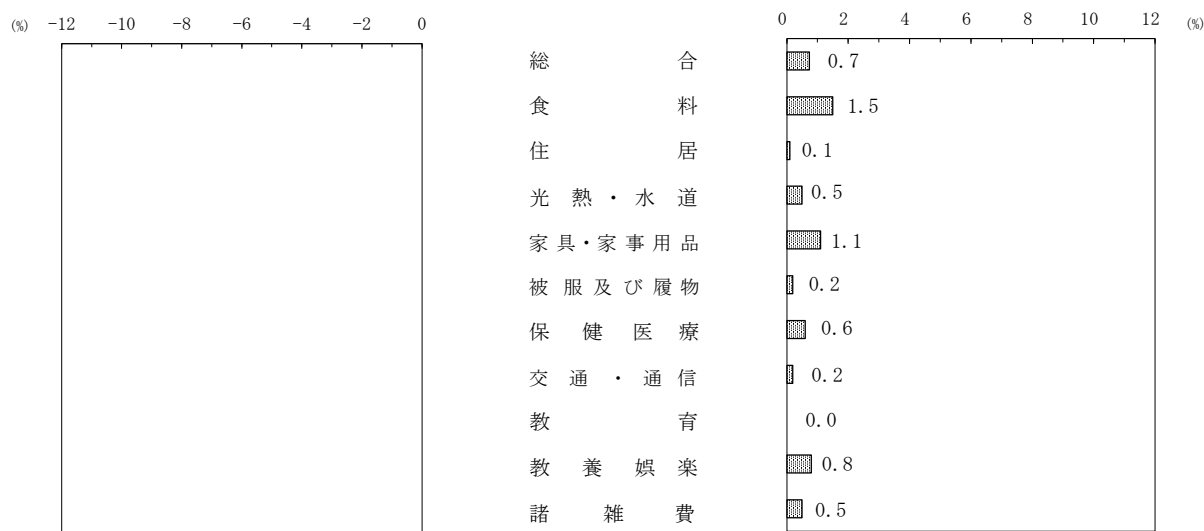 (%) -12 -10 -8 -6 -4 -2 0 0 2 4 6 8 10 12 (%)
総合 0.7
食料 1.5
住居 0.1
光熱・水道 0.5
家具・家事用品 1.1
被服及び履物 0.2
保健医療 0.6
交通・通信 0.2
教育 0.0
教養娯楽 0.8
諸雑費 0.5